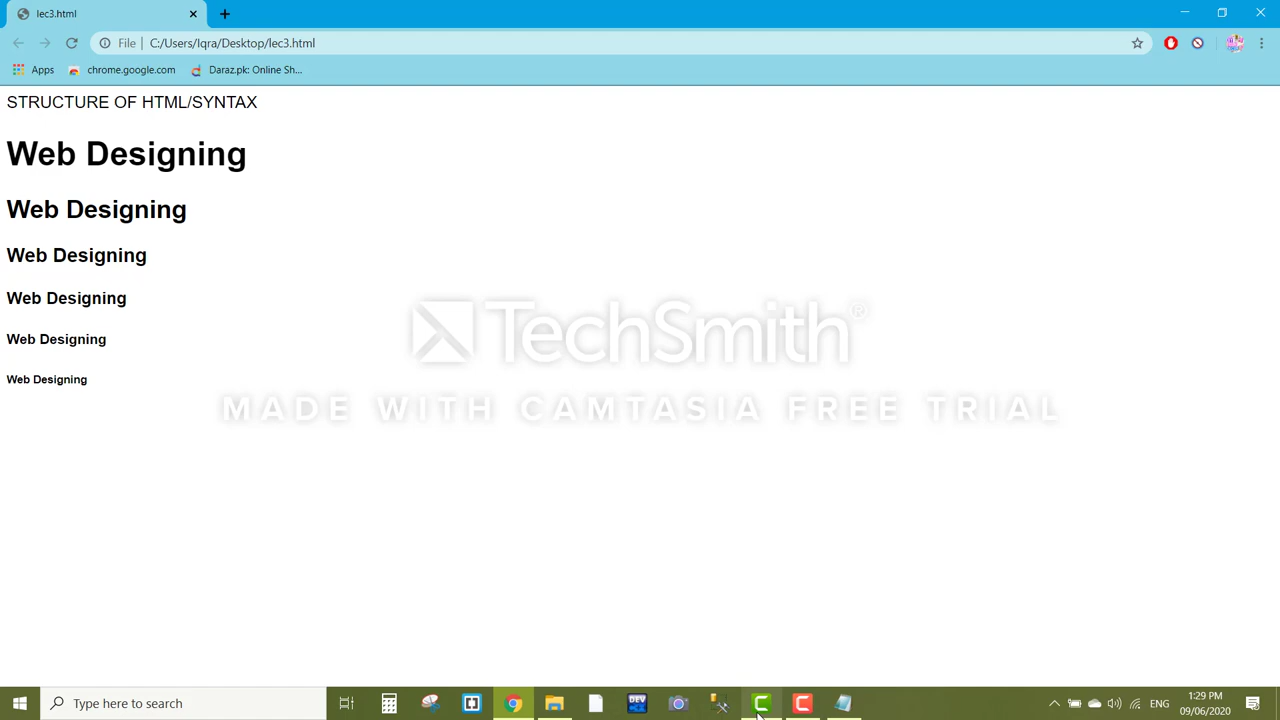 lec3.html
File
C:/Users/Iqra/Desktop/lec3.html
Apps
chrome.google.com
Daraz.pk: Online Sh...
STRUCTURE OF HTML/SYNTAX
Web Designing
Web Designing
Web Designing
Web Designing
Web Designing
Web Designing
TechSmith®
MADE WITH CAMTASIA FREE TRIAL
Type here to search
DEV
ENG
1:29 PM
09/06/2020